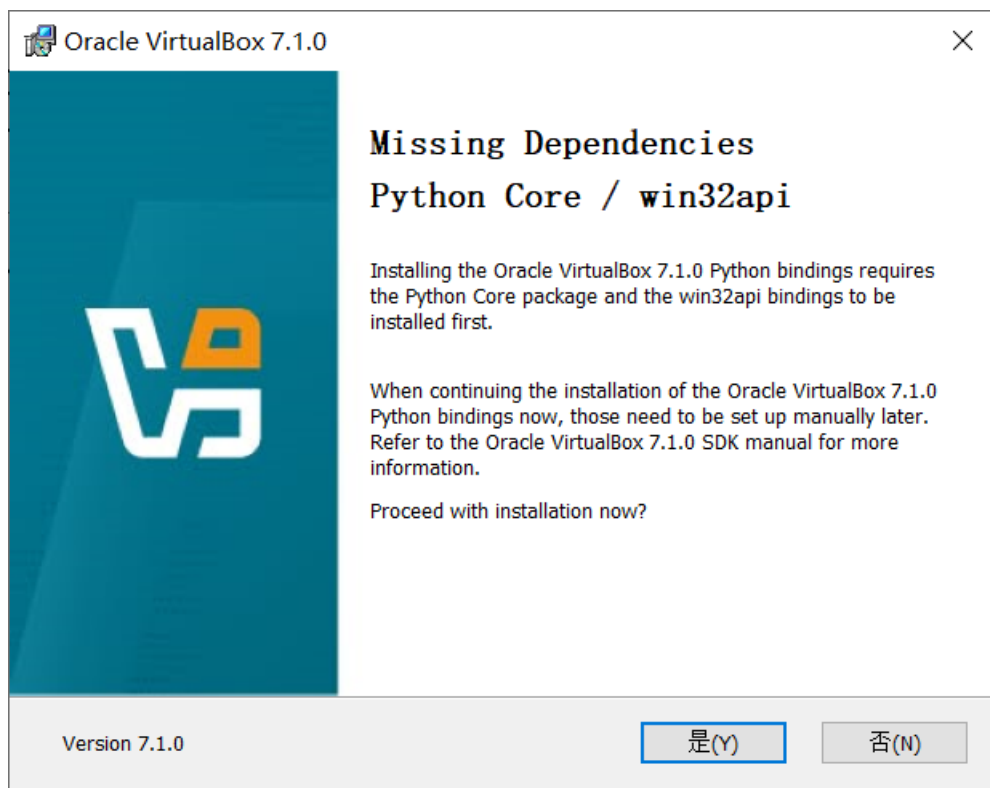 Oracle VirtualBox 7.1.0
Missing Dependencies
Python Core / win32api
Installing the Oracle VirtualBox 7.1.0 Python bindings requires
the Python Core package and the win32api bindings to be
installed first.
When continuing the installation of the Oracle VirtualBox 7.1.0
Python bindings now, those need to be set up manually later.
Refer to the Oracle VirtualBox 7.1.0 SDK manual for more
information.
Proceed with installation now?
Version 7.1.0
是(Y)
否(N)